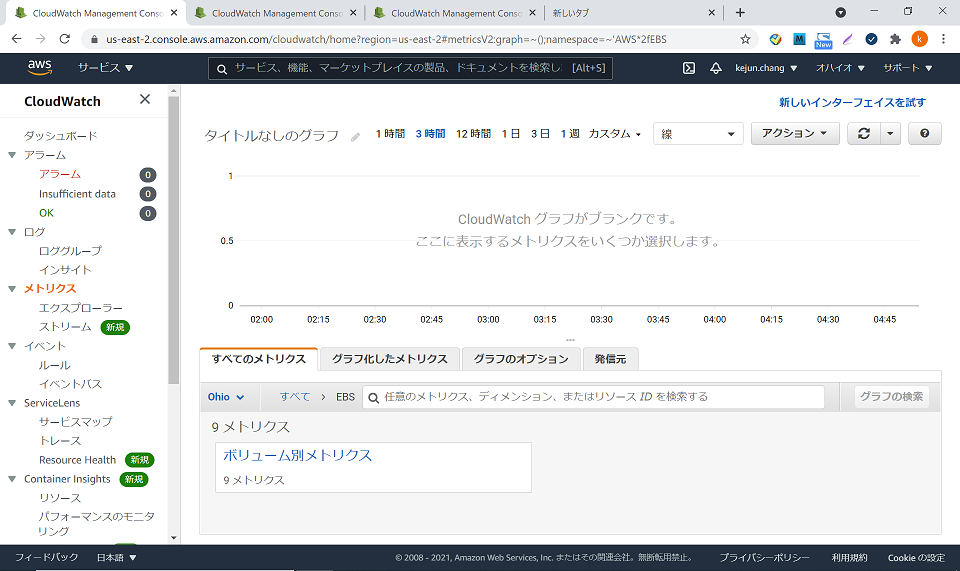 CloudWatch Management Conso
CloudWatch Management Conso
CloudWatch Management Conso
新しいタブ
us-east-2.console.aws.amazon.com/cloudwatch/home?region=us-east-2#metricsV2:graph=~();namespace=~'AWS*2fEBS
New
k
aws
サービス
サービス、機能、マーケットプレイスの製品、ドキュメントを検索し [Alt+S]
kejun.chang
オハイオ
サポート
CloudWatch
ダッシュボード
アラーム
アラーム 0
Insufficient data 0
OK 0
ログ
ロググループ
インサイト
メトリクス
エクスプローラー
ストリーム 新規
イベント
ルール
イベントバス
ServiceLens
サービスマップ
トレース
Resource Health 新規
Container Insights 新規
リソース
パフォーマンスのモニタ
リング
新しいインターフェイスを試す
タイトルなしのグラフ
1 時間 3 時間 12 時間 1 日 3 日 1 週 カスタム
線
アクション
1
0.5
0
CloudWatch グラフがブランクです。
ここに表示するメトリクスをいくつか選択します。
02:00 02:15 02:30 02:45 03:00 03:15 03:30 03:45 04:00 04:15 04:30 04:45
すべてのメトリクス
グラフ化したメトリクス
グラフのオプション
発信元
Ohio
すべて > EBS
任意のメトリクス、ディメンション、またはリソース ID を検索する
グラフの検索
9 メトリクス
ボリューム別メトリクス
9 メトリクス
フィードバック
日本語
© 2008 - 2021, Amazon Web Services, Inc. またはその関連会社。無断転用禁止。
プライバシーポリシー
利用規約
Cookie の設定